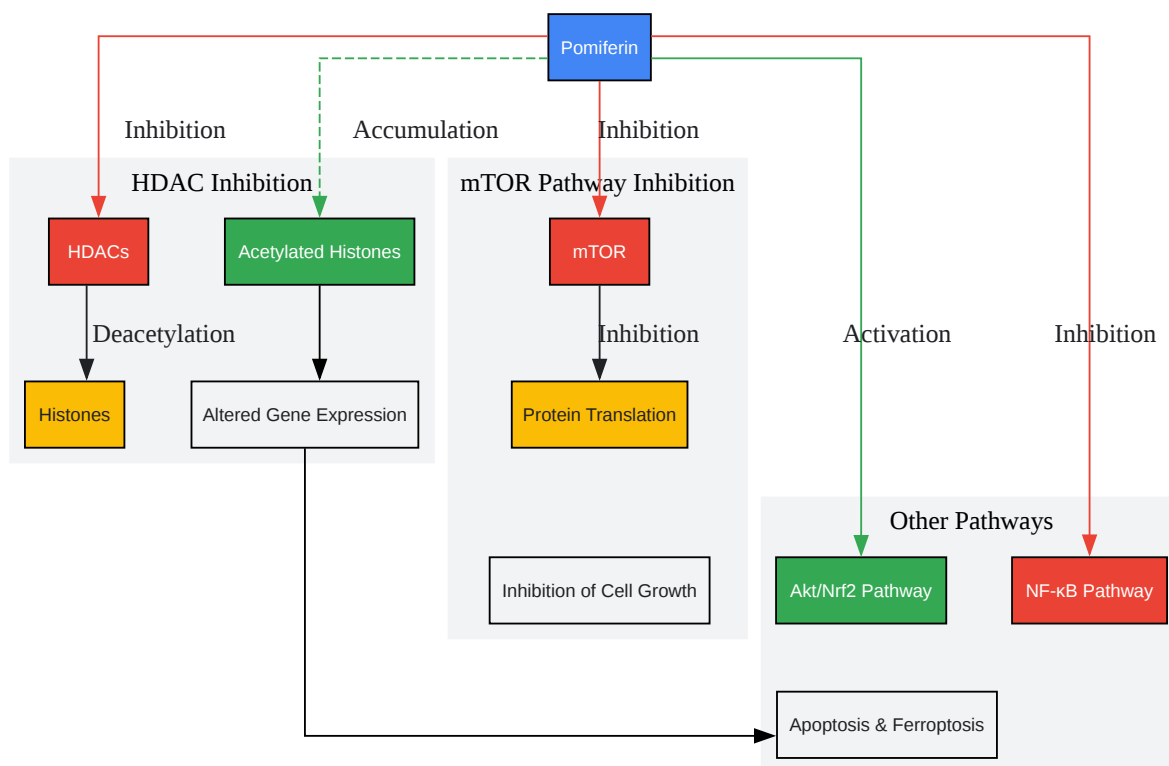 Pomiferin
Inhibition
Accumulation
Inhibition
HDAC Inhibition
mTOR Pathway Inhibition
HDACs
Acetylated Histones
mTOR
Deacetylation
Inhibition
Activation
Inhibition
Histones
Altered Gene Expression
Protein Translation
Other Pathways
Inhibition of Cell Growth
Akt/Nrf2 Pathway
NF-κB Pathway
Apoptosis & Ferroptosis